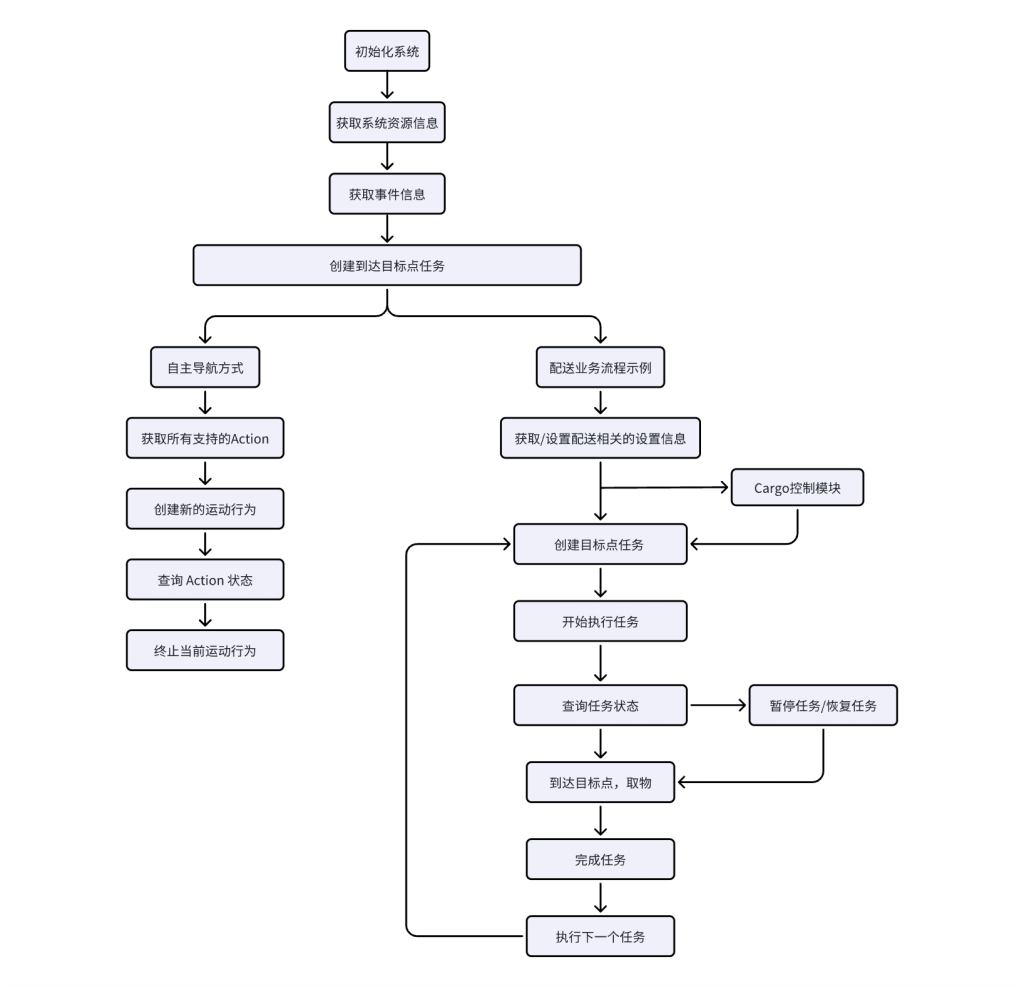 初始化系统
获取系统资源信息
获取事件信息
创建到达目标点任务
自主导航方式
获取所有支持的Action
创建新的运动行为
查询 Action 状态
终止当前运动行为
配送业务流程示例
获取/设置配送相关的设置信息
Cargo控制模块
创建目标点任务
开始执行任务
查询任务状态
暂停任务/恢复任务
到达目标点，取物
完成任务
执行下一个任务